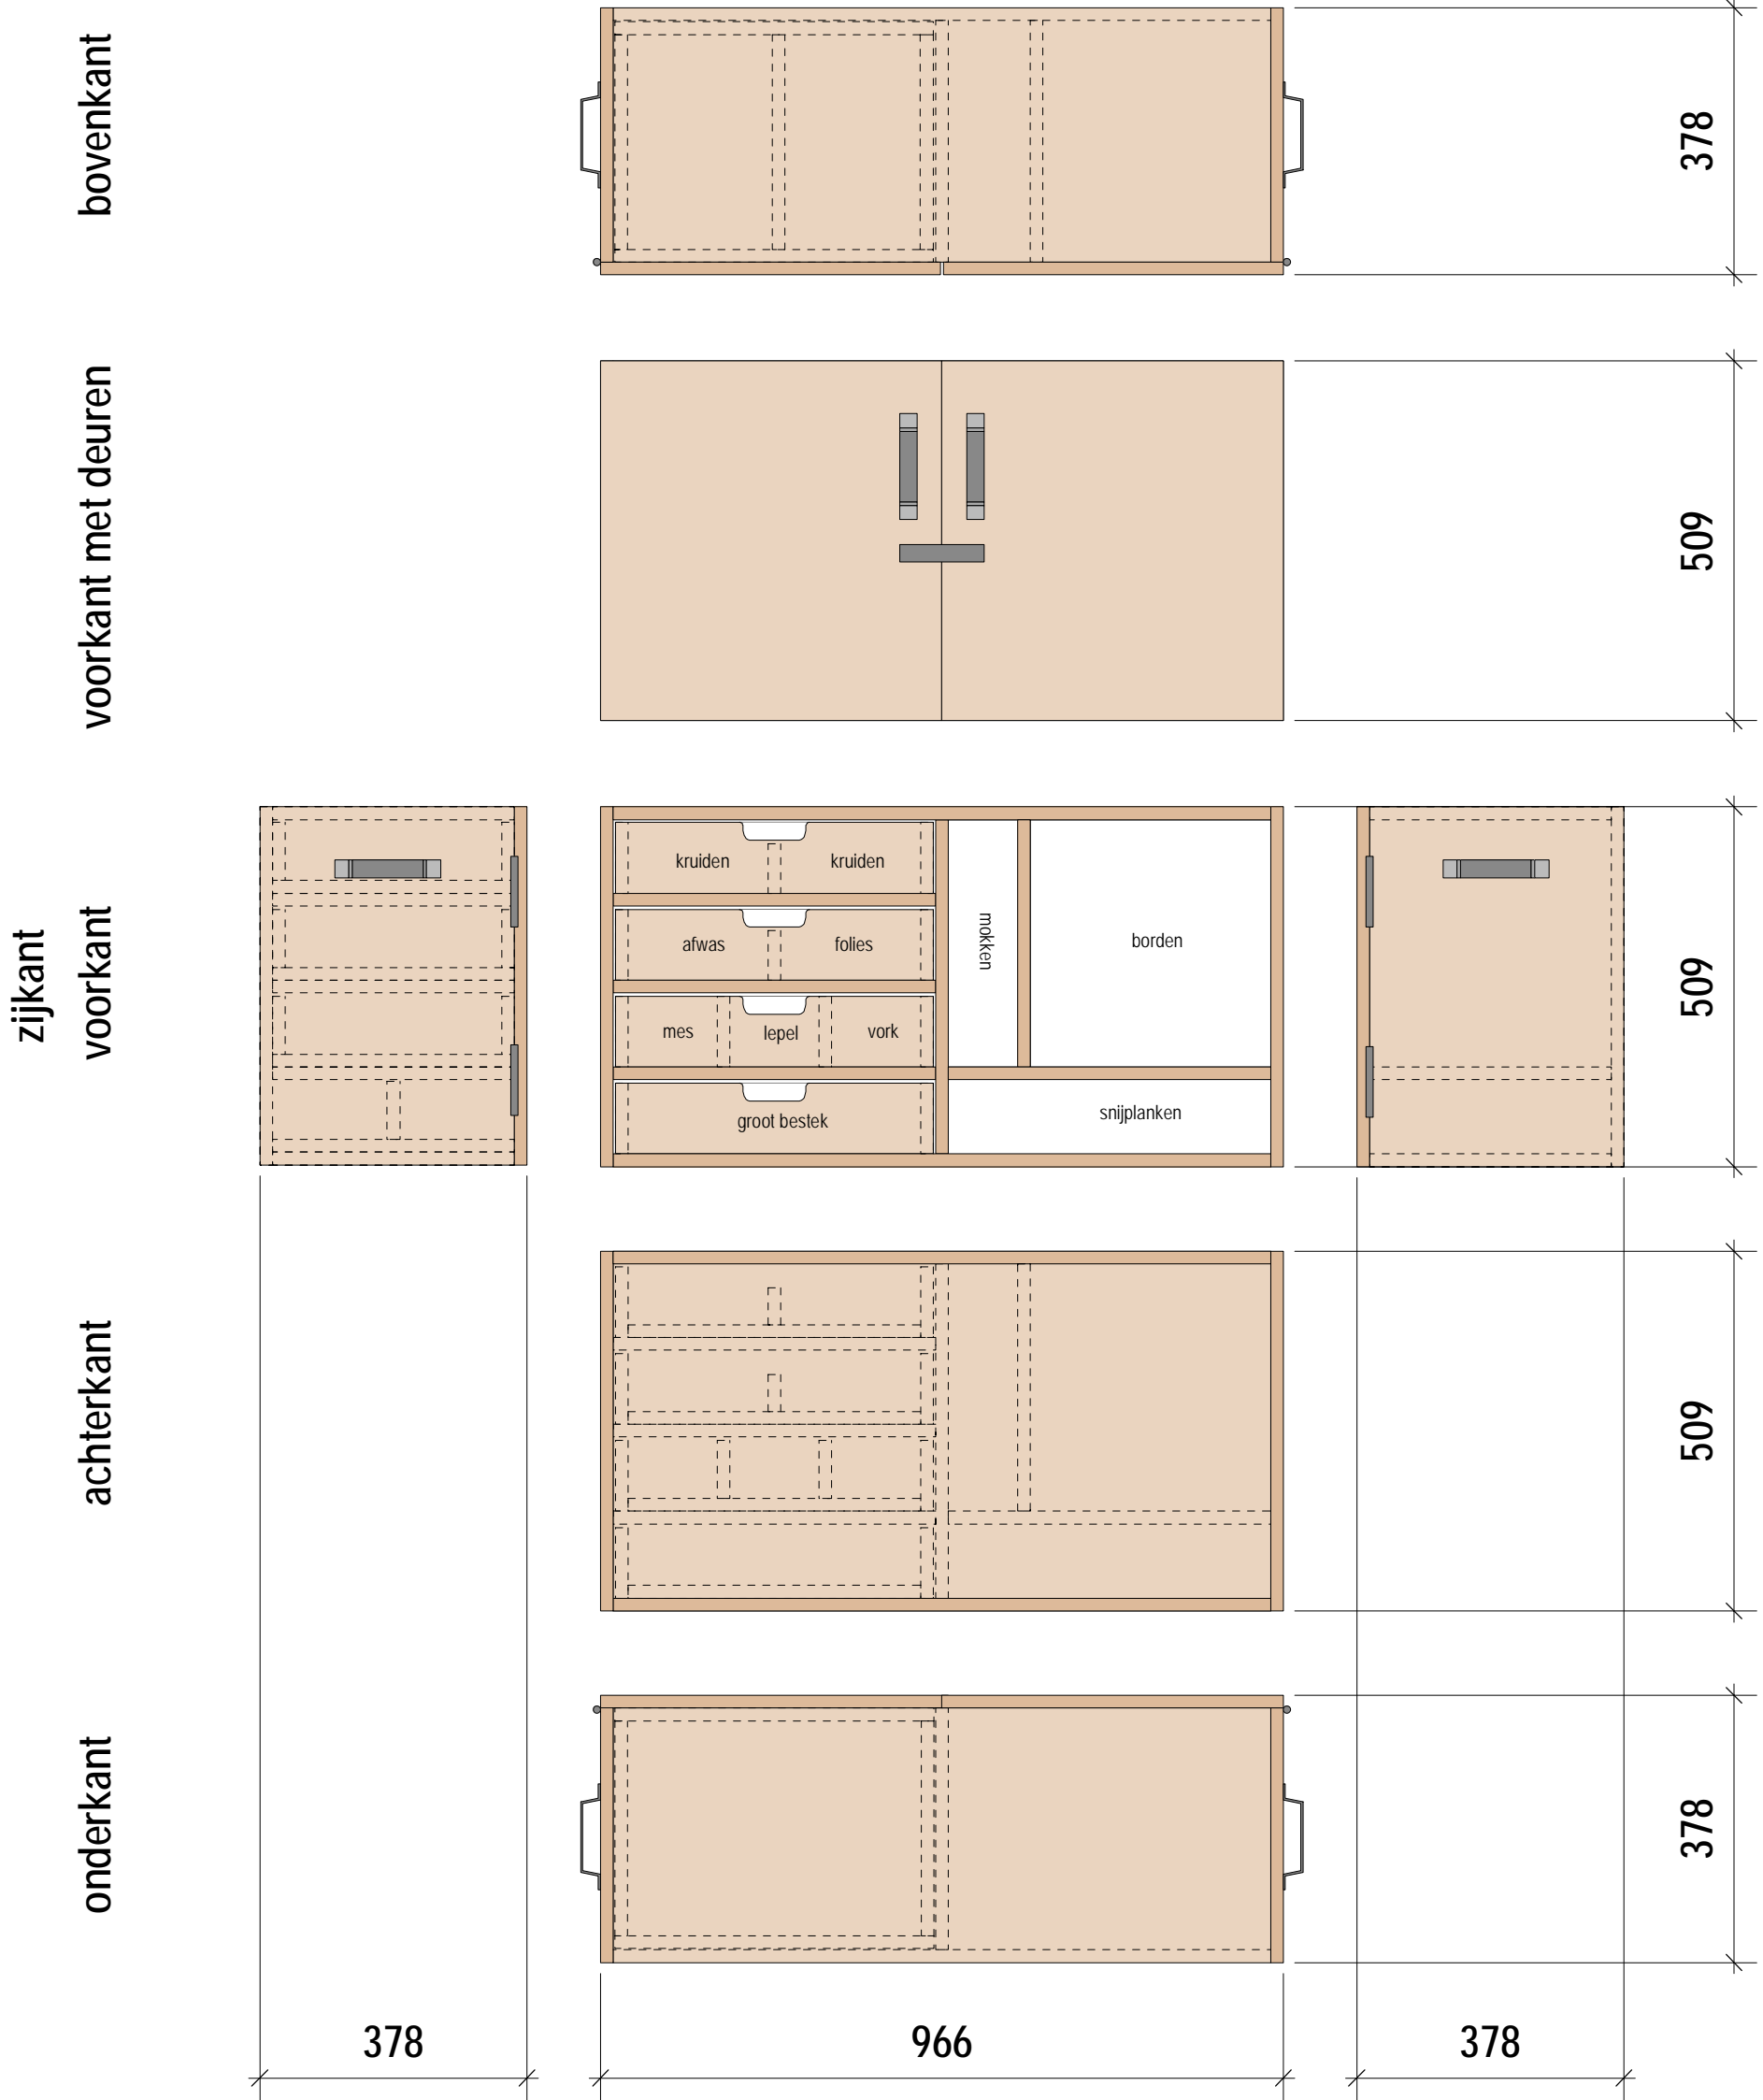 bovenkant
378
voorkant met deuren
509
zijkant
voorkant
kruiden kruiden
afwas folies
mes lepel vork
groot bestek
mokken
borden
snijplanken
509
achterkant
509
onderkant
378
378 966 378